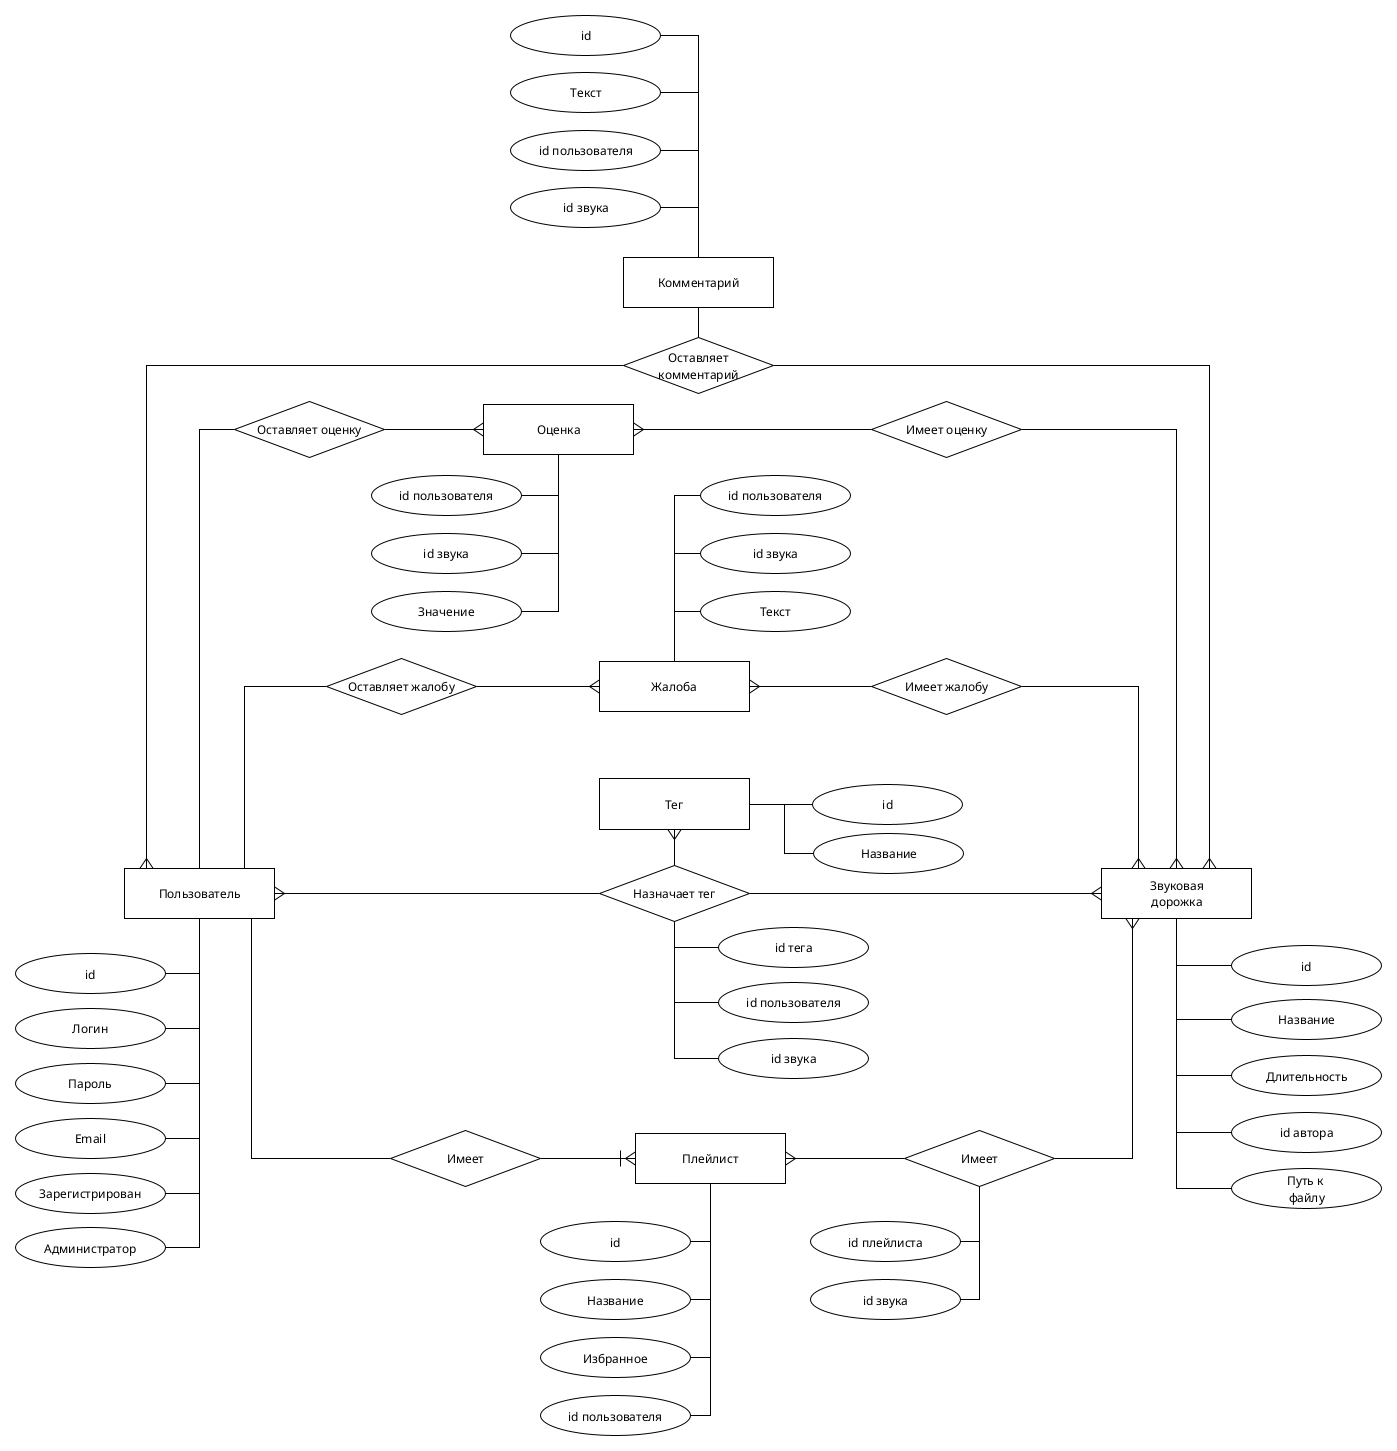 id
Текст
id пользователя
id звука
Комментарий
Оставляет
комментарий
Оставляет оценку
Оценка
Имеет оценку
id пользователя
id звука
Значение
id пользователя
id звука
Текст
Оставляет жалобу
Жалоба
Имеет жалобу
Тег
id
Название
Пользователь
Назначает тег
Звуковая
дорожка
id тега
id пользователя
id звука
id
Логин
Пароль
Email
Зарегистрирован
Администратор
id
Название
Длительность
id автора
Путь к
файлу
Имеет
Плейлист
Имеет
id
Название
Избранное
id пользователя
id плейлиста
id звука